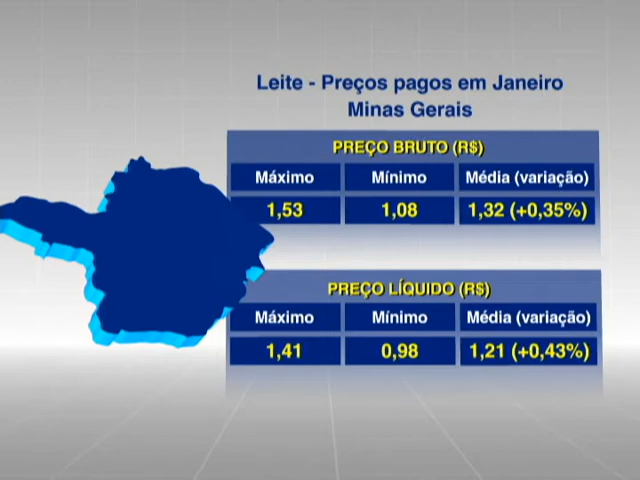 Leite - Preços pagos em Janeiro
Minas Gerais
PREÇO BRUTO (R$)
Máximo Mínimo Média (variação)
1,53 1,08 1,32 (+0,35%)
PREÇO LÍQUIDO (R$)
Máximo Mínimo Média (variação)
1,41 0,98 1,21 (+0,43%)